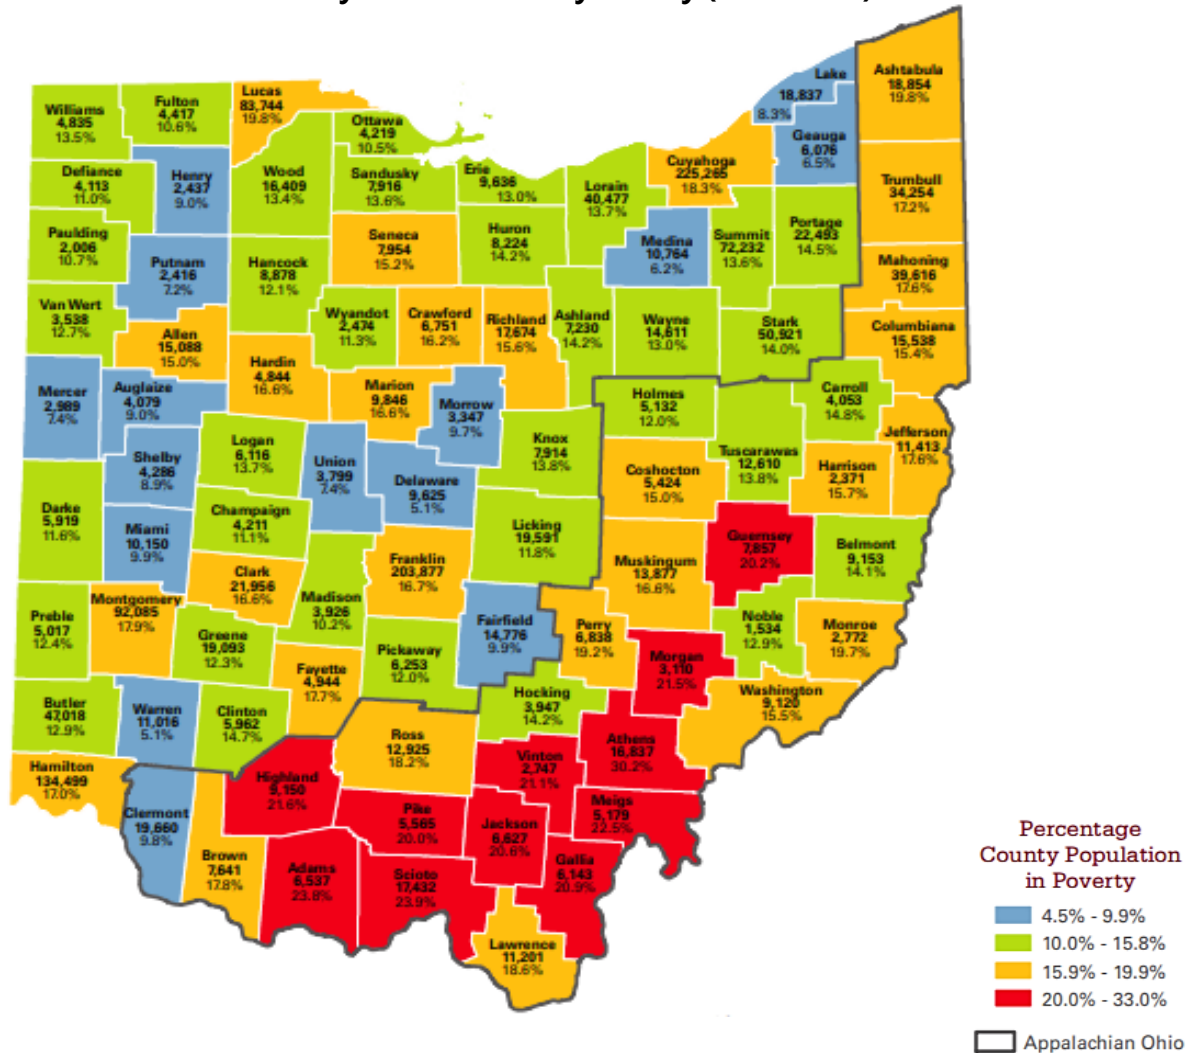 Lake
18,837
8.3%
Ashtabula
18,854
19.8%
Williams
4,835
13.5%
Fulton
4,417
10.6%
Lucas
83,744
19.8%
Ottawa
4,219
10.5%
Geauga
6,076
6.5%
Defiance
4,113
11.0%
Henry
2,437
9.0%
Wood
16,409
13.4%
Sandusky
7,916
13.6%
Erie
9,636
13.0%
Lorain
40,477
13.7%
Cuyahoga
225,265
18.3%
Trumbull
34,254
17.2%
Paulding
2,006
10.7%
Putnam
2,416
7.2%
Hancock
8,878
12.1%
Seneca
7,954
15.2%
Huron
8,224
14.2%
Medina
10,764
6.2%
Summit
72,232
13.6%
Portage
22,493
14.5%
Mahoning
39,616
17.6%
Van Wert
3,538
12.7%
Allen
15,088
15.0%
Wyandot
2,474
11.3%
Crawford
6,751
16.2%
Richland
17,674
15.6%
Ashland
7,230
14.2%
Wayne
14,611
13.0%
Stark
50,921
14.0%
Columbiana
15,538
15.4%
Mercer
2,989
7.4%
Auglaize
4,079
9.0%
Hardin
4,844
16.6%
Marion
9,846
16.6%
Morrow
3,347
9.7%
Holmes
5,132
12.0%
Carroll
4,053
14.8%
Jefferson
11,413
17.6%
Shelby
4,286
8.9%
Logan
6,116
13.7%
Union
3,799
7.4%
Delaware
9,625
5.1%
Knox
7,914
13.8%
Coshocton
5,424
15.0%
Tuscarawas
12,610
13.8%
Harrison
2,371
15.7%
Darke
5,919
11.6%
Miami
10,150
9.9%
Champaign
4,211
11.1%
Licking
19,591
11.8%
Guernsey
7,857
20.2%
Belmont
9,153
14.1%
Clark
21,956
16.6%
Franklin
203,877
16.7%
Muskingum
13,877
16.6%
Preble
5,017
12.4%
Montgomery
92,085
17.9%
Greene
19,093
12.3%
Madison
3,926
10.2%
Pickaway
6,253
12.0%
Fairfield
14,776
9.9%
Perry
6,838
19.2%
Noble
1,534
12.9%
Monroe
2,772
19.7%
Morgan
3,110
21.5%
Fayette
4,944
17.7%
Butler
47,018
12.9%
Warren
11,016
5.1%
Clinton
5,962
14.7%
Hocking
3,947
14.2%
Washington
9,120
15.5%
Ross
12,925
18.2%
Athens
16,837
30.2%
Hamilton
134,499
17.0%
Highland
9,150
21.6%
Vinton
2,747
21.1%
Clermont
19,660
9.8%
Pike
5,565
20.0%
Jackson
6,627
20.6%
Meigs
5,179
22.5%
Brown
7,641
17.8%
Adams
6,537
23.8%
Scioto
17,432
23.9%
Gallia
6,143
20.9%
Lawrence
11,201
18.6%
Percentage
County Population
in Poverty
4.5% - 9.9%
10.0% - 15.8%
15.9% - 19.9%
20.0% - 33.0%
Appalachian Ohio